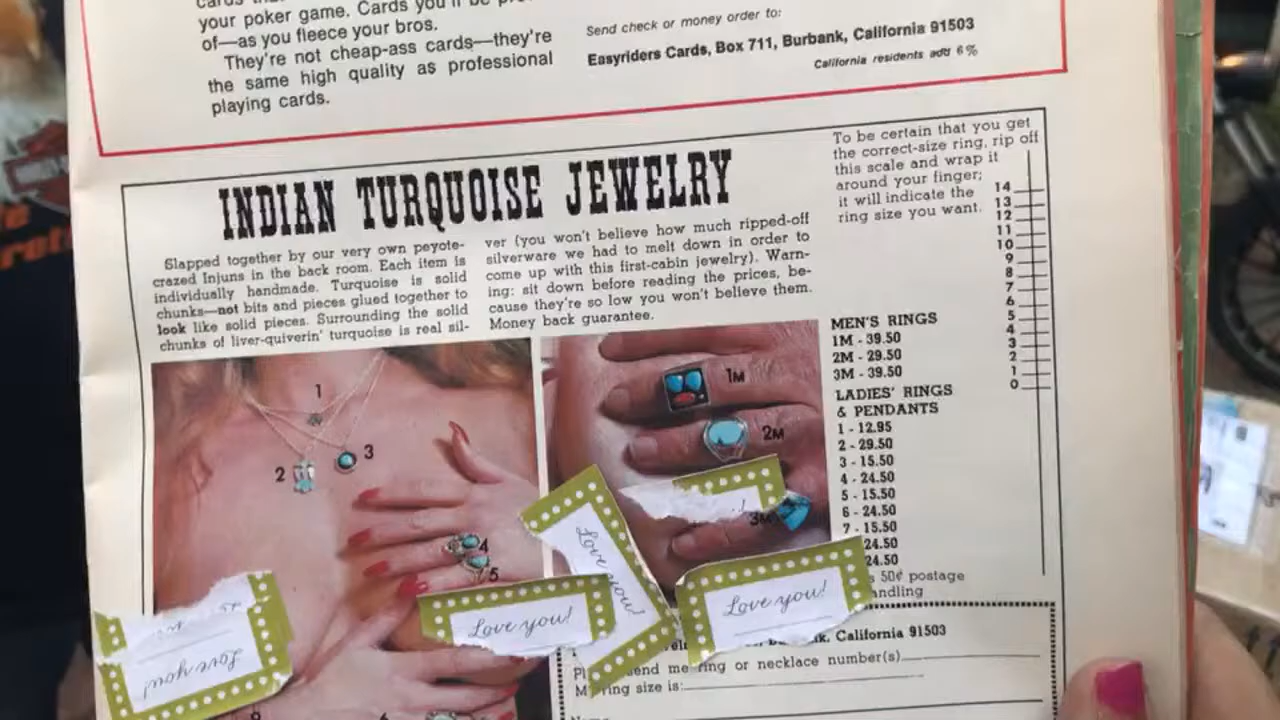 your poker game. Cards you'll be
of—as you fleece your bros.
They're not cheap-ass cards—they're
the same high quality as professional
playing cards.
Send check or money order to:
Easyriders Cards, Box 711, Burbank, California 91503
California residents add 6%
INDIAN TURQUOISE JEWELRY
Slapped together by our very own peyote-
crazed Injuns in the back room. Each item is
individually handmade. Turquoise is solid
chunks—not bits and pieces glued together to
look like solid pieces. Surrounding the solid
chunks of liver-quiverin' turquoise is real sil-
ver (you won't believe how much ripped-off
silverware we had to melt down in order to
come up with this first-cabin jewelry). Warn-
ing: sit down before reading the prices, be-
cause they're so low you won't believe them.
Money back guarantee.
To be certain that you get
the correct-size ring, rip off
this scale and wrap it
around your finger;
it will indicate the
ring size you want.
14
13
12
11
10
9
8
7
6
5
4
3
2
1
0
MEN'S RINGS
1M - 39.50
2M - 29.50
3M - 39.50
LADIES' RINGS
& PENDANTS
1 - 12.95
2 - 29.50
3 - 15.50
4 - 24.50
5 - 15.50
6 - 24.50
7 - 15.50
24.50
24.50
50¢ postage
1
2
3
4
5
1M
2M
3M
Love you!
Love you!
Love you!
Love you!
California 91503
me ring or necklace number(s)
ring size is: